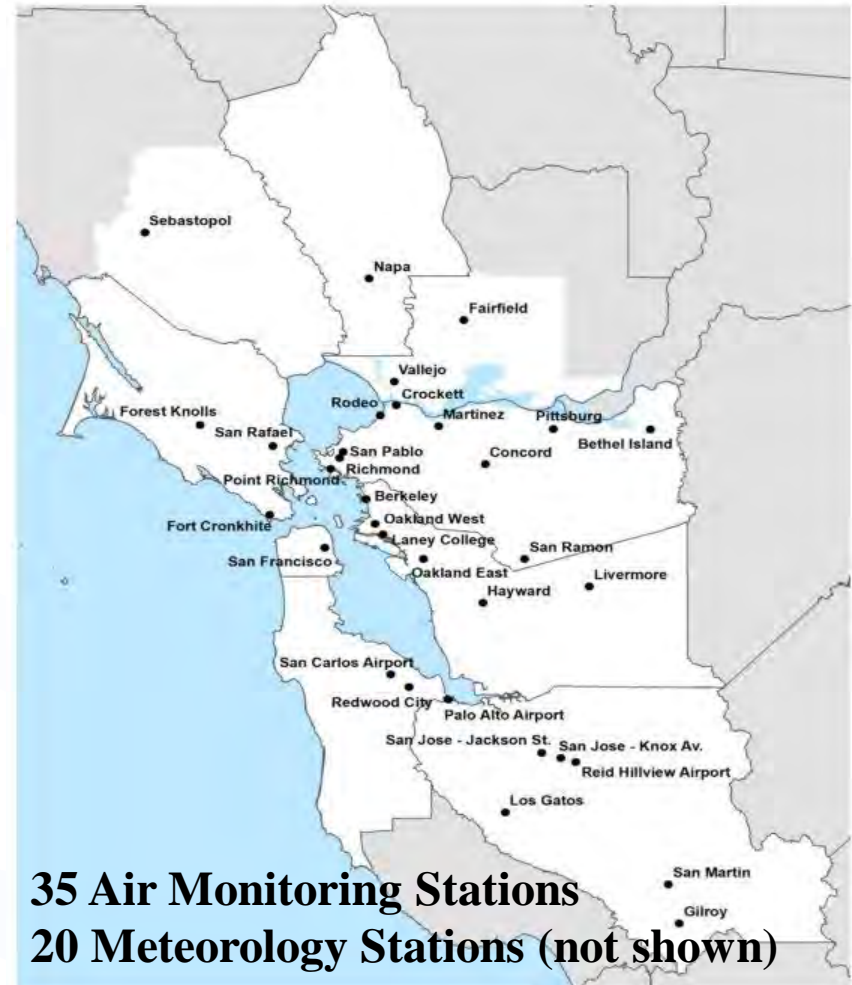 Sebastopol
Napa
Fairfield
Vallejo
Crockett
Rodeo
Martinez
Pittsburg
Forest Knolls
San Rafael
Bethel Island
San Pablo
Concord
Richmond
Point Richmond
Berkeley
Fort Cronkhite
Oakland West
Laney College
San Ramon
San Francisco
Oakland East
Livermore
Hayward
San Carlos Airport
Redwood City
Palo Alto Airport
San Jose - Jackson St.
San Jose - Knox Av.
Reid Hillview Airport
Los Gatos
San Martin
Gilroy
35 Air Monitoring Stations
20 Meteorology Stations (not shown)